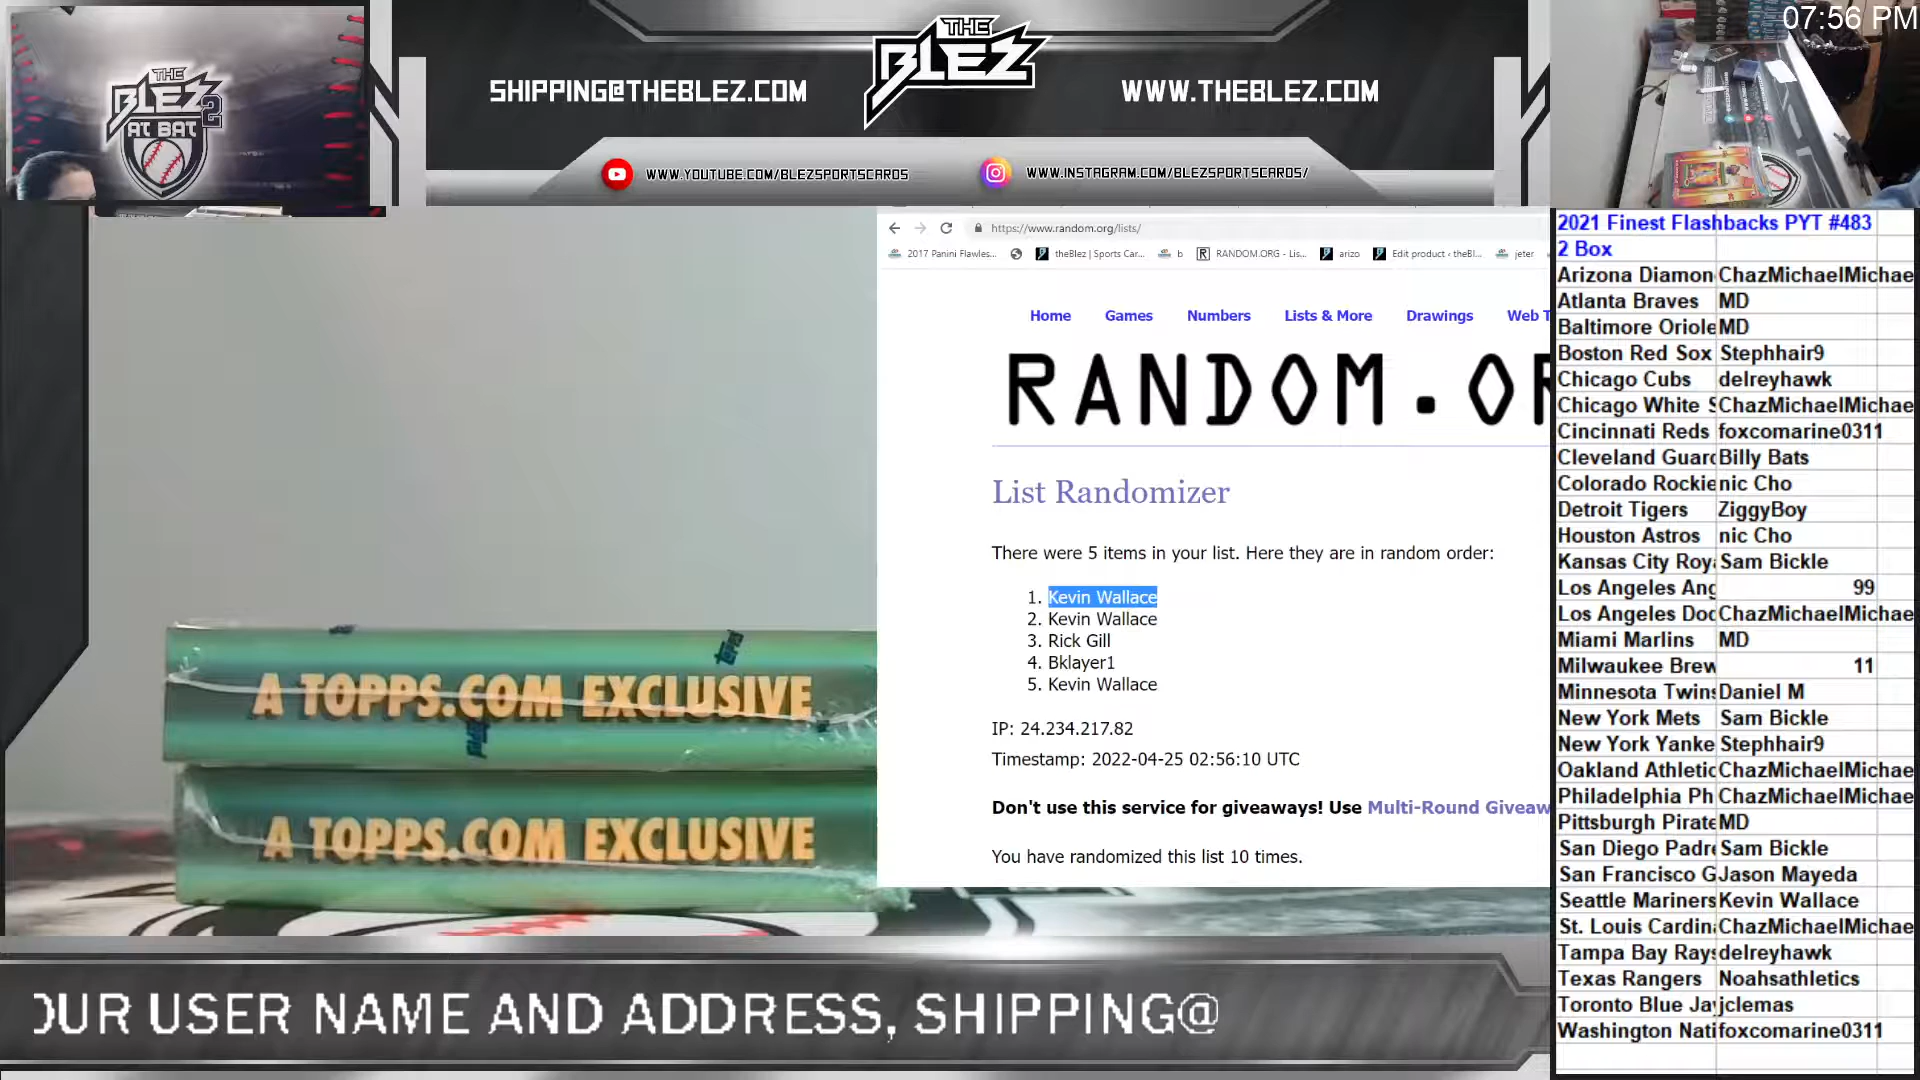 THE
BLEZ 2
AT BAT
SHIPPING@THEBLEZ.COM
THE
BLEZ
WWW.THEBLEZ.COM
WWW.YOUTUBE.COM/BLEZSPORTSCARDS
WWW.INSTAGRAM.COM/BLEZSPORTSCARDS/
07:56 PM
https://www.random.org/lists/
2017 Panini Flawles...
theBlez | Sports Car...
b
RANDOM.ORG - Lis...
arizo
Edit product ‹ theBl...
jeter
Home Games Numbers Lists & More Drawings Web T
RANDOM.OR
List Randomizer
There were 5 items in your list. Here they are in random order:
1. Kevin Wallace
2. Kevin Wallace
3. Rick Gill
4. Bklayer1
5. Kevin Wallace
IP: 24.234.217.82
Timestamp: 2022-04-25 02:56:10 UTC
Don't use this service for giveaways! Use Multi-Round Giveaw
You have randomized this list 10 times.
A TOPPS.COM EXCLUSIVE
A TOPPS.COM EXCLUSIVE
2021 Finest Flashbacks PYT #483
2 Box
Arizona Diamon ChazMichaelMichae
Atlanta Braves MD
Baltimore Oriole MD
Boston Red Sox Stephhair9
Chicago Cubs delreyhawk
Chicago White S ChazMichaelMichae
Cincinnati Reds foxcomarine0311
Cleveland Guard Billy Bats
Colorado Rockie nic Cho
Detroit Tigers ZiggyBoy
Houston Astros nic Cho
Kansas City Roya Sam Bickle
Los Angeles Ang 99
Los Angeles Dod ChazMichaelMichae
Miami Marlins MD
Milwaukee Brew 11
Minnesota Twins Daniel M
New York Mets Sam Bickle
New York Yanke Stephhair9
Oakland Athletic ChazMichaelMichae
Philadelphia Ph ChazMichaelMichae
Pittsburgh Pirate MD
San Diego Padre Sam Bickle
San Francisco G Jason Mayeda
Seattle Mariners Kevin Wallace
St. Louis Cardina ChazMichaelMichae
Tampa Bay Rays delreyhawk
Texas Rangers Noahsathletics
Toronto Blue Jay jclemas
Washington Nati foxcomarine0311
OUR USER NAME AND ADDRESS, SHIPPING@